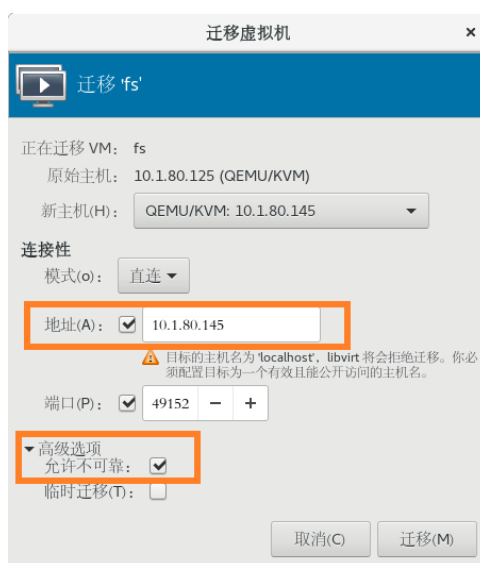 迁移虚拟机 ×
迁移 'fs'
正在迁移 VM： fs
原始主机： 10.1.80.125 (QEMU/KVM)
新主机(H)： QEMU/KVM: 10.1.80.145
连接性
模式(o)： 直连
地址(A)： 10.1.80.145
目标的主机名为 'localhost'，libvirt 将会拒绝迁移。你必
须配置目标为一个有效且能公开访问的主机名。
端口(P)： 49152 − +
高级选项
允许不可靠：
临时迁移(T)：
取消(C) 迁移(M)